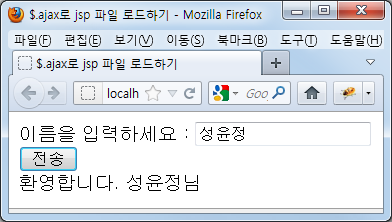 $.ajax로 jsp 파일 로드하기 - Mozilla Firefox
파일(F) 편집(E) 보기(V) 이동(S) 북마크(B) 도구(T) 도움말(H)
$.ajax로 jsp 파일 로드하기
localh Goo
이름을 입력하세요 : 성윤정
전송
환영합니다. 성윤정님